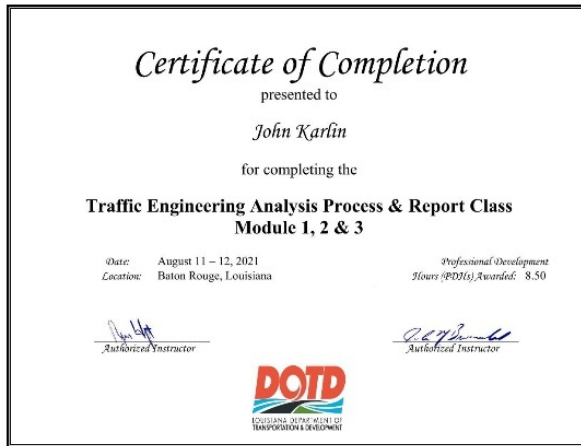 Certificate of Completion
presented to
John Karlin
for completing the
Traffic Engineering Analysis Process & Report Class
Module 1, 2 & 3
Date: August 11 – 12, 2021
Location: Baton Rouge, Louisiana
Professional Development
Hours (PDHs) Awarded: 8.50
Authorized Instructor
Authorized Instructor
DOTD
LOUISIANA DEPARTMENT OF
TRANSPORTATION & DEVELOPMENT